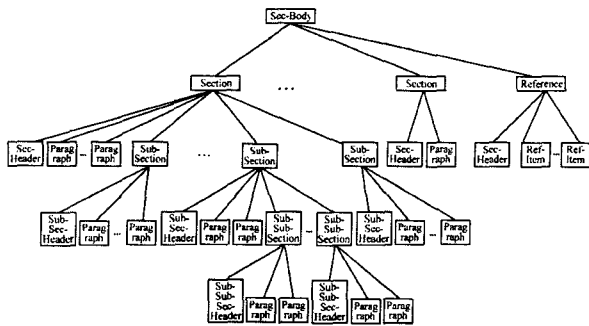 Sec-Body
Section
...
Section
Reference
Sec-
Header
Parag
raph
...
Parag
raph
Sub-
Section
...
Sub-
Section
Sub-
Section
Sec-
Header
Parag
raph
Sec-
Header
Ref-
Item
...
Ref-
Item
Sub-
Sec-
Header
Parag
raph
...
Parag
raph
Sub-
Sec-
Header
Parag
raph
Parag
raph
Sub-
Sub-
Section
...
Sub-
Sub-
Section
Sub-
Sec-
Header
Parag
raph
...
Parag
raph
Sub-
Sub-
Sec-
Header
Parag
raph
Parag
raph
Sub-
Sub-
Sec-
Header
Parag
raph
Parag
raph